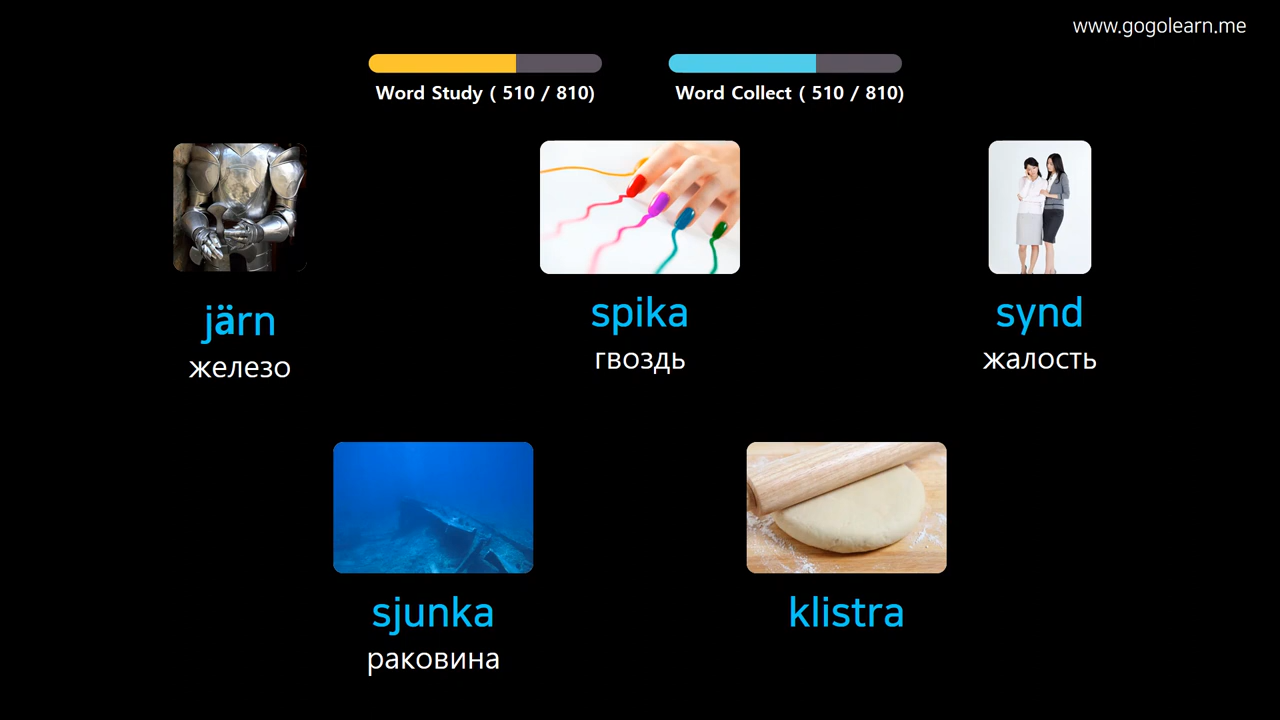 www.gogolearn.me
Word Study ( 510 / 810)
Word Collect ( 510 / 810)
järn
железо
spika
гвоздь
synd
жалость
sjunka
раковина
klistra